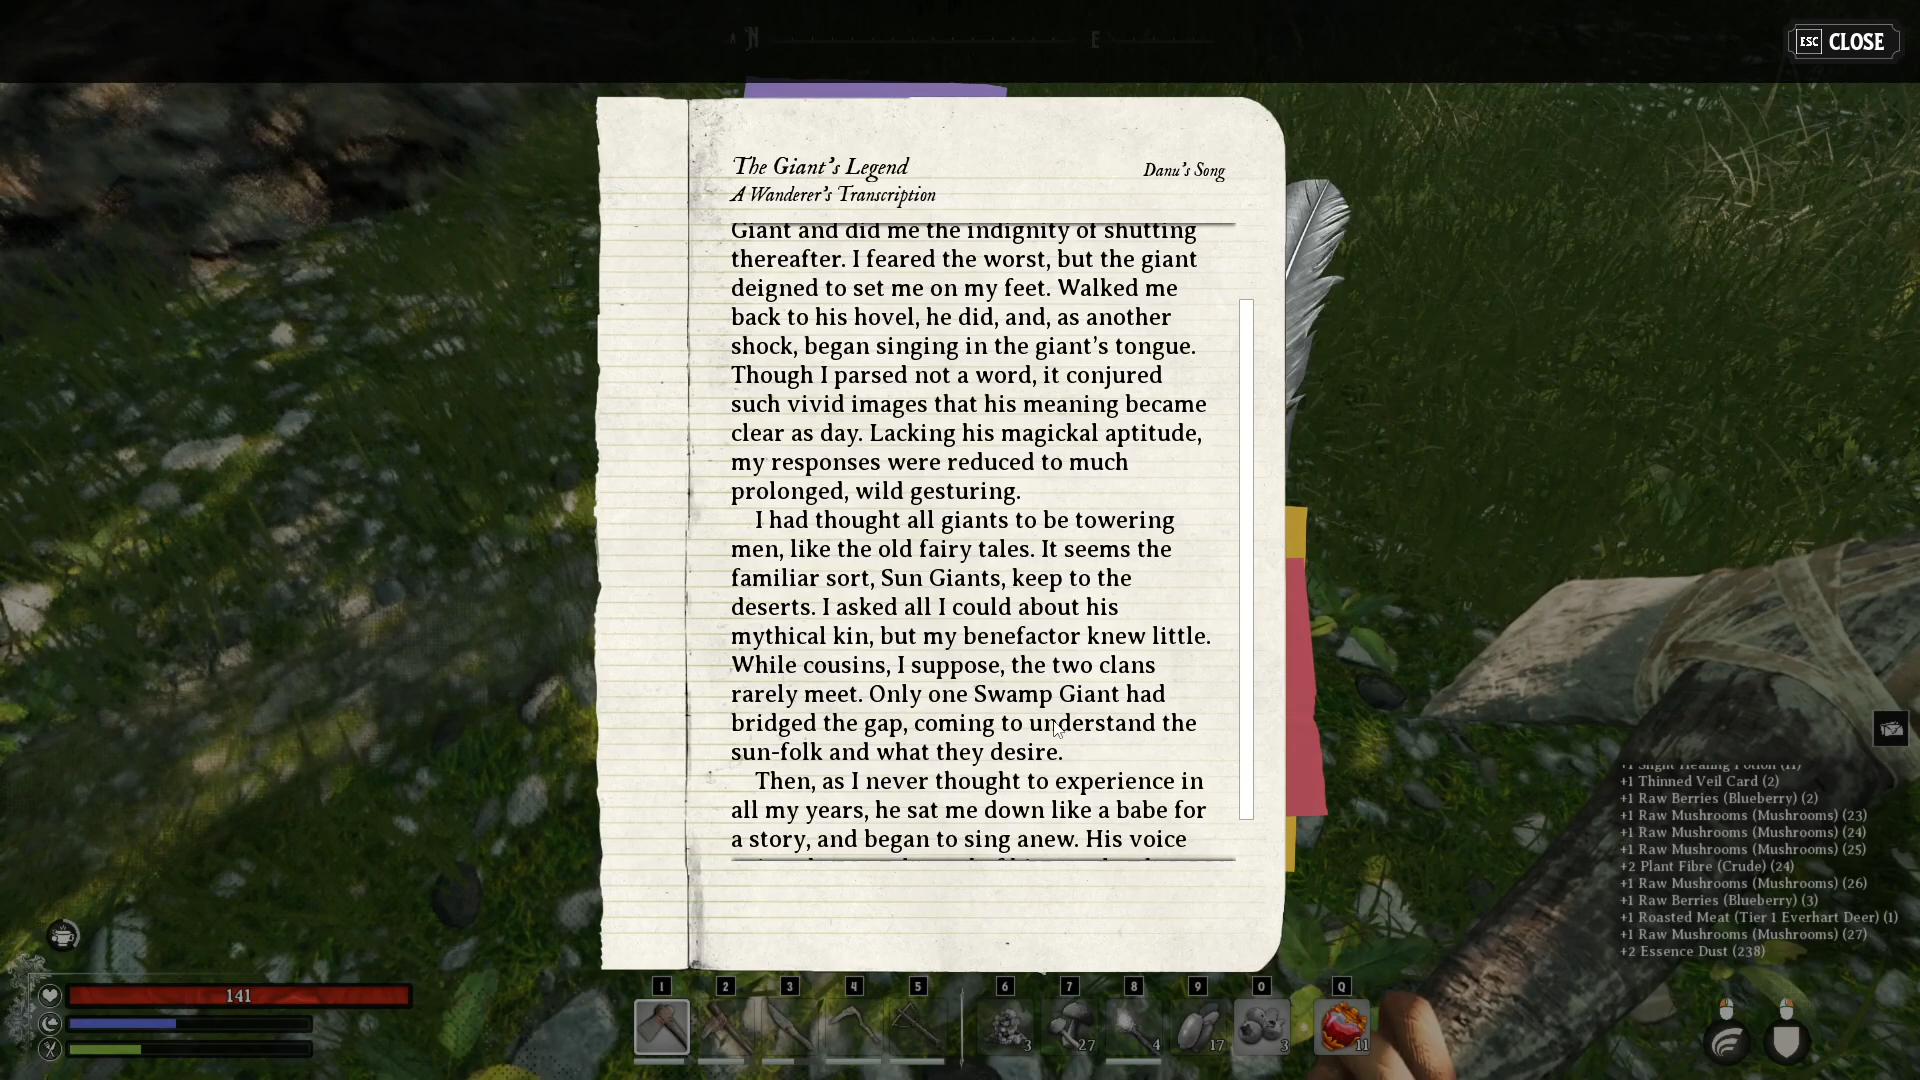 N
E
ESC CLOSE
The Giant's Legend
Danu's Song
A Wanderer's Transcription
Giant and did me the indignity of shutting
thereafter. I feared the worst, but the giant
deigned to set me on my feet. Walked me
back to his hovel, he did, and, as another
shock, began singing in the giant's tongue.
Though I parsed not a word, it conjured
such vivid images that his meaning became
clear as day. Lacking his magickal aptitude,
my responses were reduced to much
prolonged, wild gesturing.
I had thought all giants to be towering
men, like the old fairy tales. It seems the
familiar sort, Sun Giants, keep to the
deserts. I asked all I could about his
mythical kin, but my benefactor knew little.
While cousins, I suppose, the two clans
rarely meet. Only one Swamp Giant had
bridged the gap, coming to understand the
sun-folk and what they desire.
Then, as I never thought to experience in
all my years, he sat me down like a babe for
a story, and began to sing anew. His voice
+1 Slight Healing Potion (11)
+1 Thinned Veil Card (2)
+1 Raw Berries (Blueberry) (2)
+1 Raw Mushrooms (Mushrooms) (23)
+1 Raw Mushrooms (Mushrooms) (24)
+1 Raw Mushrooms (Mushrooms) (25)
+2 Plant Fibre (Crude) (24)
+1 Raw Mushrooms (Mushrooms) (26)
+1 Raw Berries (Blueberry) (3)
+1 Roasted Meat (Tier 1 Everhart Deer) (1)
+1 Raw Mushrooms (Mushrooms) (27)
+2 Essence Dust (238)
141
1 2 3 4 5 6 7 8 9 0 Q
3 27 4 17 3 11